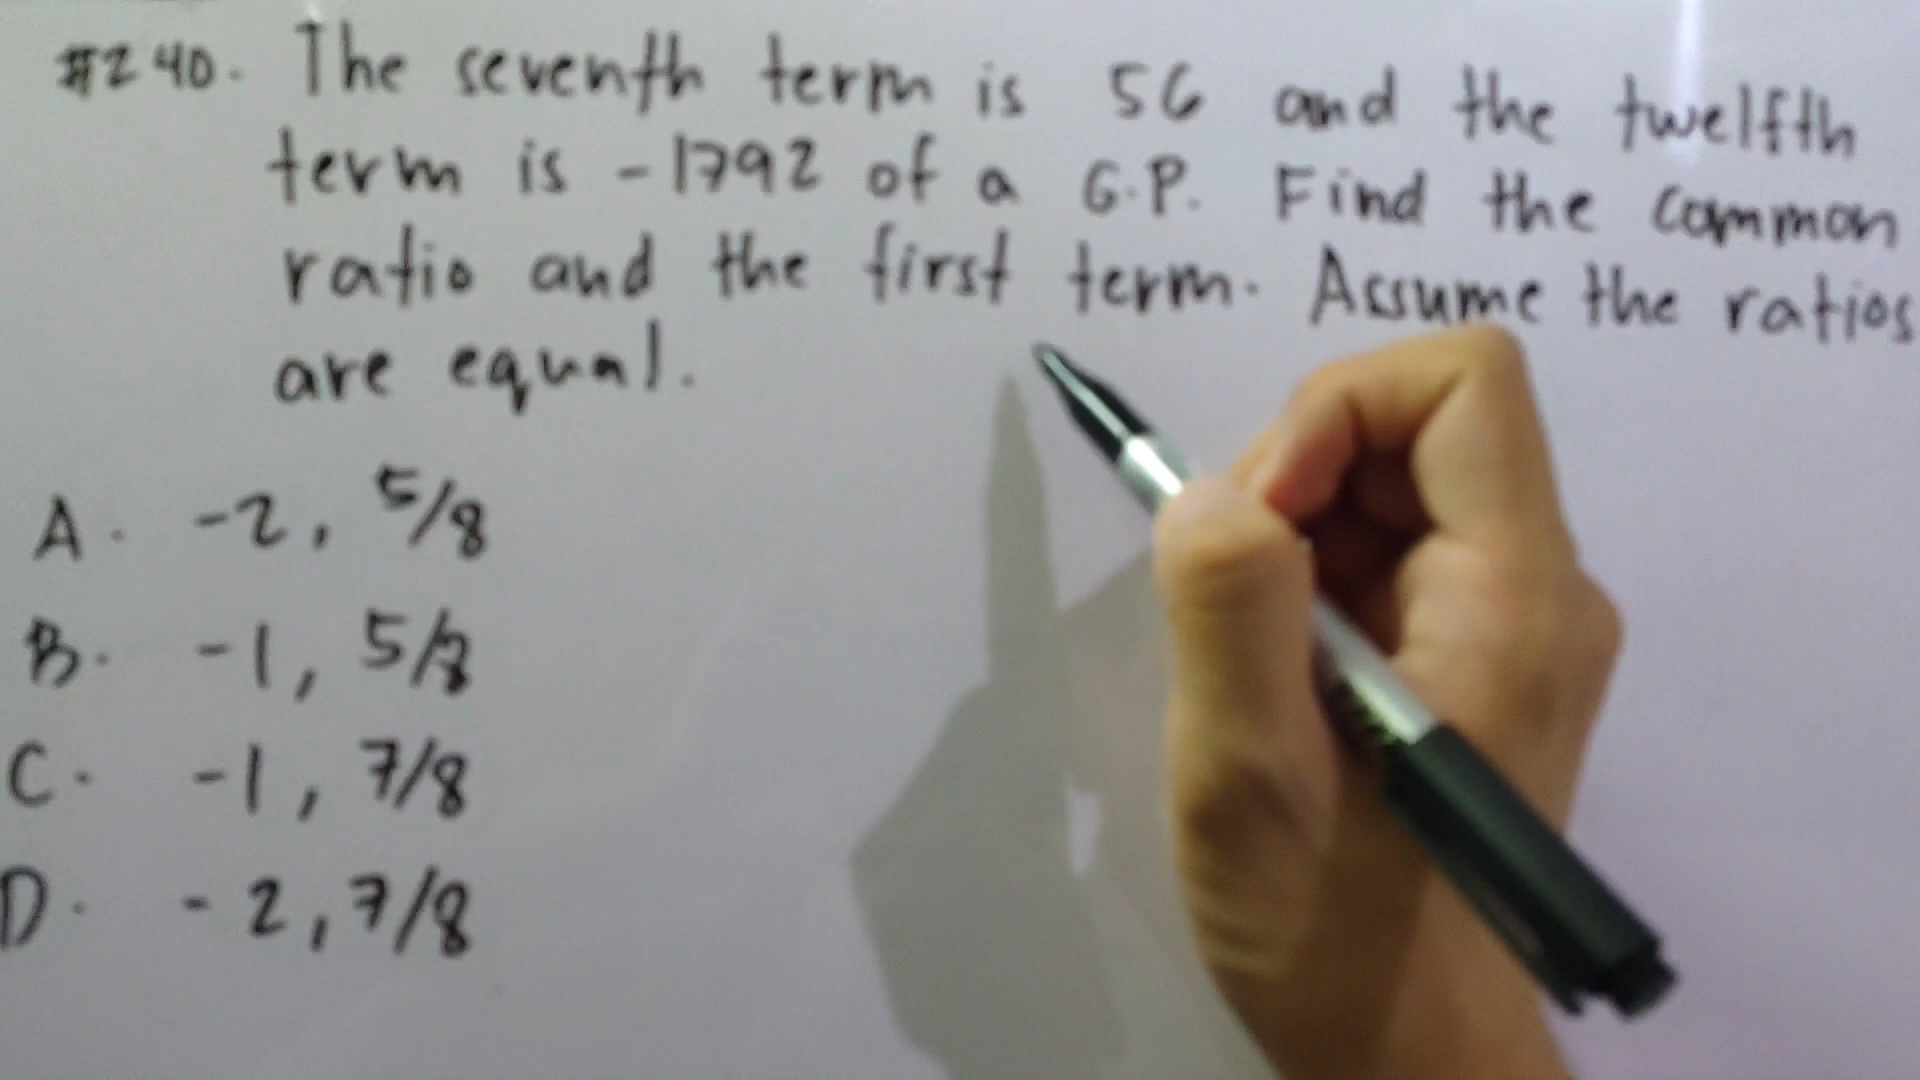 #240. The seventh term is 56 and the twelfth
term is -1792 of a G.P. Find the common
ratio and the first term. Assume the ratios
are equal.
A. -2, 5/8
B. -1, 5/8
C. -1, 7/8
D. -2, 7/8